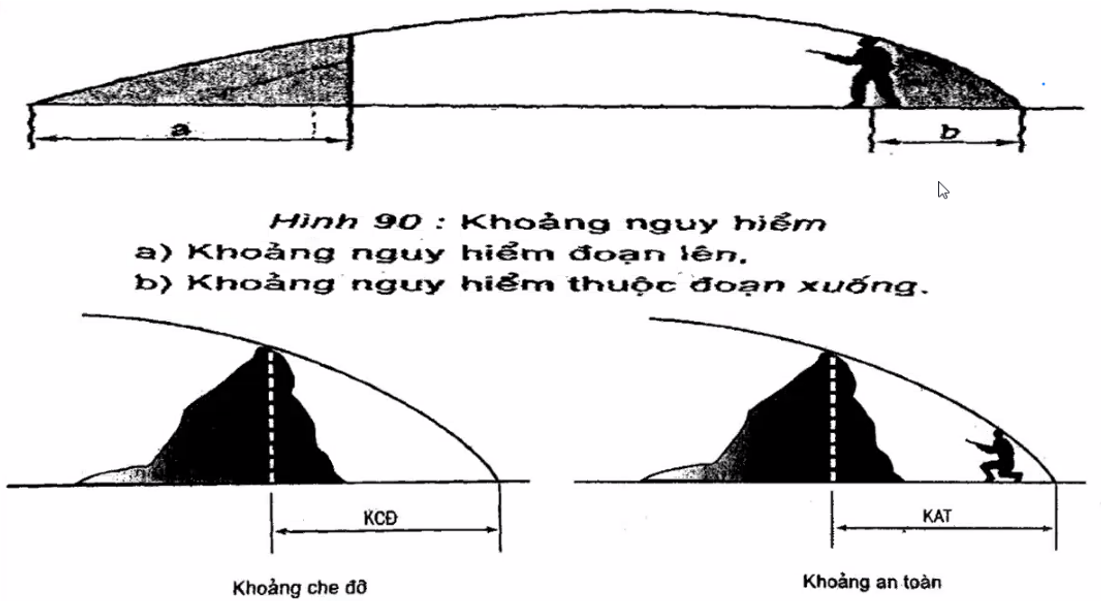 a
b
Hình 90 : Khoảng nguy hiểm
a) Khoảng nguy hiểm đoạn lên.
b) Khoảng nguy hiểm thuộc đoạn xuống.
KCĐ
KAT
Khoảng che đỡ
Khoảng an toàn